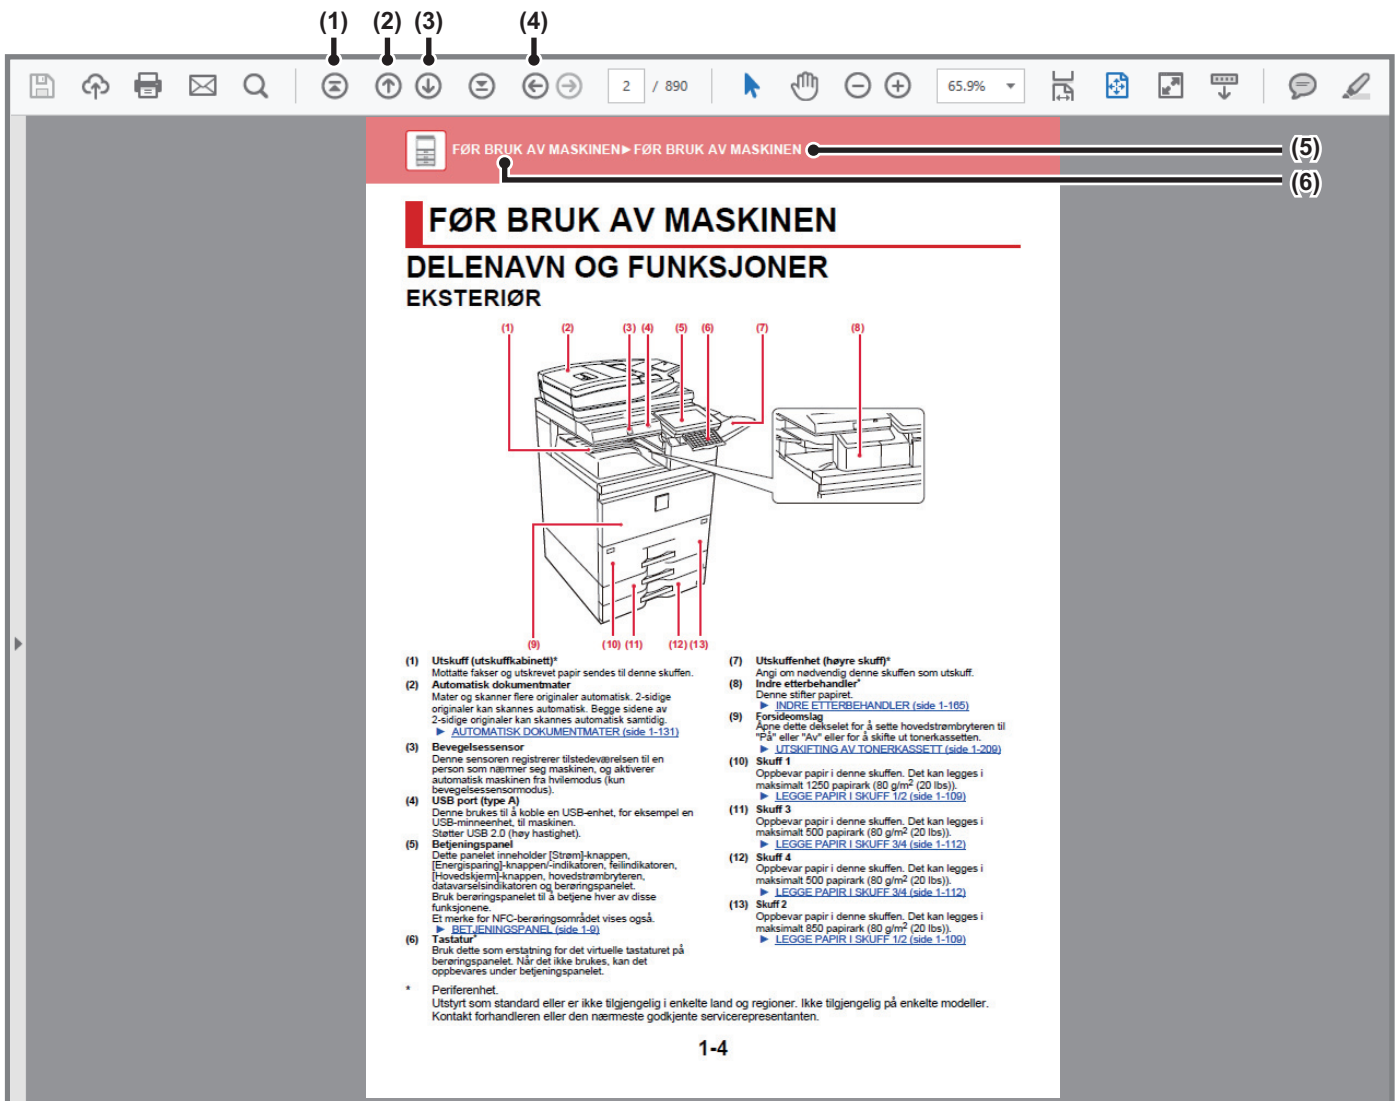 (1) (2) (3) (4)
2 / 890 65.9%
FØR BRUK AV MASKINEN►FØR BRUK AV MASKINEN (5)
(6)
FØR BRUK AV MASKINEN
DELENAVN OG FUNKSJONER
EKSTERIØR
(1) (2) (3) (4) (5) (6) (7) (8)
(9) (10) (11) (12) (13)
(1) Utskuff (utskuffkabinett)*
Mottatte fakser og utskrevet papir sendes til denne skuffen.
(2) Automatisk dokumentmater
Mater og skanner flere originaler automatisk. 2-sidige
originaler kan skannes automatisk. Begge sidene av
2-sidige originaler kan skannes automatisk samtidig.
► AUTOMATISK DOKUMENTMATER (side 1-131)
(3) Bevegelsessensor
Denne sensoren registrerer tilstedeværelsen til en
person som nærmer seg maskinen, og aktiverer
automatisk maskinen fra hvilemodus (kun
bevegelsessensormodus).
(4) USB port (type A)
Denne brukes til å koble en USB-enhet, for eksempel en
USB-minneenhet, til maskinen.
Støtter USB 2.0 (høy hastighet).
(5) Betjeningspanel
Dette panelet inneholder [Strøm]-knappen,
[Energisparing]-knappen/-indikatoren, feilindikatoren,
[Hovedskjerm]-knappen, hovedstrømbryteren,
datavarselsindikatoren og berøringspanelet.
Bruk berøringspanelet til å betjene hver av disse
funksjonene.
Et merke for NFC-berøringsområdet vises også.
► BETJENINGSPANEL (side 1-9)
(6) Tastatur*
Bruk dette som erstatning for det virtuelle tastaturet på
berøringspanelet. Når det ikke brukes, kan det
oppbevares under betjeningspanelet.
(7) Utskuffenhet (høyre skuff)*
Angi om nødvendig denne skuffen som utskuff.
(8) Indre etterbehandler*
Denne stifter papiret.
► INDRE ETTERBEHANDLER (side 1-165)
(9) Forsideomslag
Åpne dette dekselet for å sette hovedstrømbryteren til
"På" eller "Av" eller for å skifte ut tonerkassetten.
► UTSKIFTING AV TONERKASSETT (side 1-209)
(10) Skuff 1
Oppbevar papir i denne skuffen. Det kan legges i
maksimalt 1250 papirark (80 g/m2 (20 lbs)).
► LEGGE PAPIR I SKUFF 1/2 (side 1-109)
(11) Skuff 3
Oppbevar papir i denne skuffen. Det kan legges i
maksimalt 500 papirark (80 g/m2 (20 lbs)).
► LEGGE PAPIR I SKUFF 3/4 (side 1-112)
(12) Skuff 4
Oppbevar papir i denne skuffen. Det kan legges i
maksimalt 500 papirark (80 g/m2 (20 lbs)).
► LEGGE PAPIR I SKUFF 3/4 (side 1-112)
(13) Skuff 2
Oppbevar papir i denne skuffen. Det kan legges i
maksimalt 850 papirark (80 g/m2 (20 lbs)).
► LEGGE PAPIR I SKUFF 1/2 (side 1-109)
* Periferenhet.
Utstyrt som standard eller er ikke tilgjengelig i enkelte land og regioner. Ikke tilgjengelig på enkelte modeller.
Kontakt forhandleren eller den nærmeste godkjente servicerepresentanten.
1-4